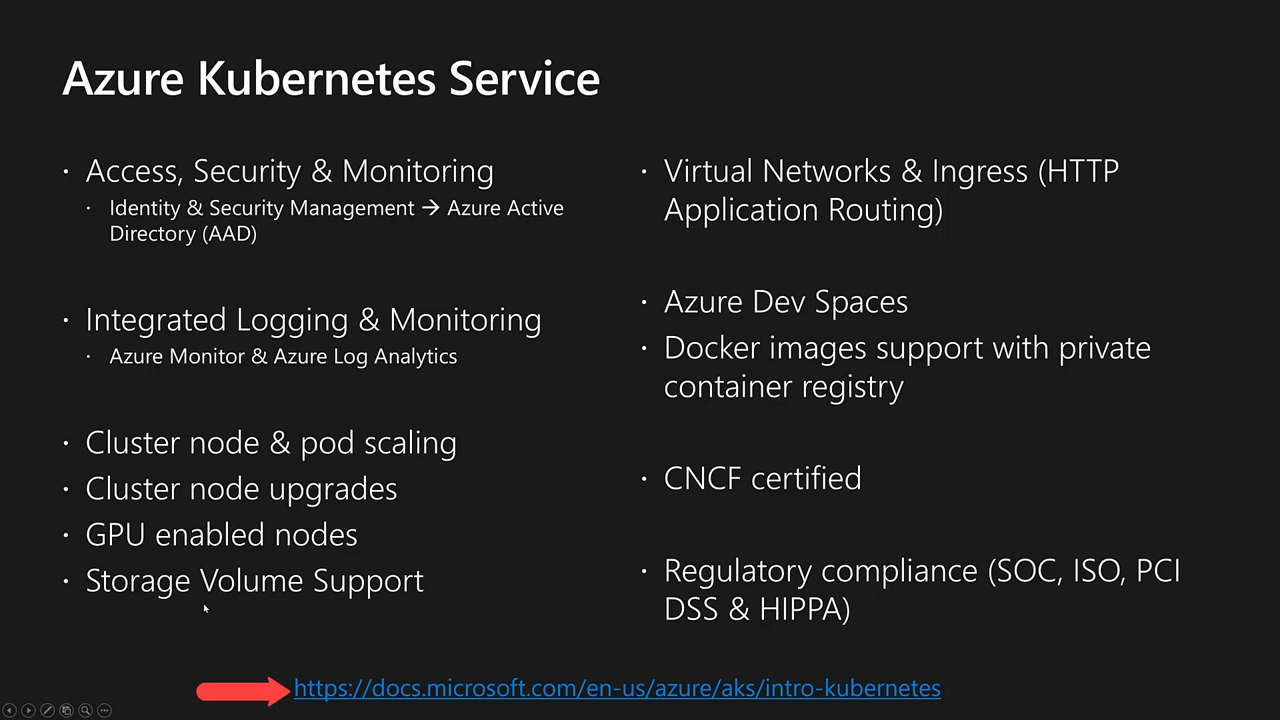 Azure Kubernetes Service
· Access, Security & Monitoring
· Identity & Security Management → Azure Active
Directory (AAD)
· Integrated Logging & Monitoring
· Azure Monitor & Azure Log Analytics
· Cluster node & pod scaling
· Cluster node upgrades
· GPU enabled nodes
· Storage Volume Support
· Virtual Networks & Ingress (HTTP
Application Routing)
· Azure Dev Spaces
· Docker images support with private
container registry
· CNCF certified
· Regulatory compliance (SOC, ISO, PCI
DSS & HIPPA)
https://docs.microsoft.com/en-us/azure/aks/intro-kubernetes